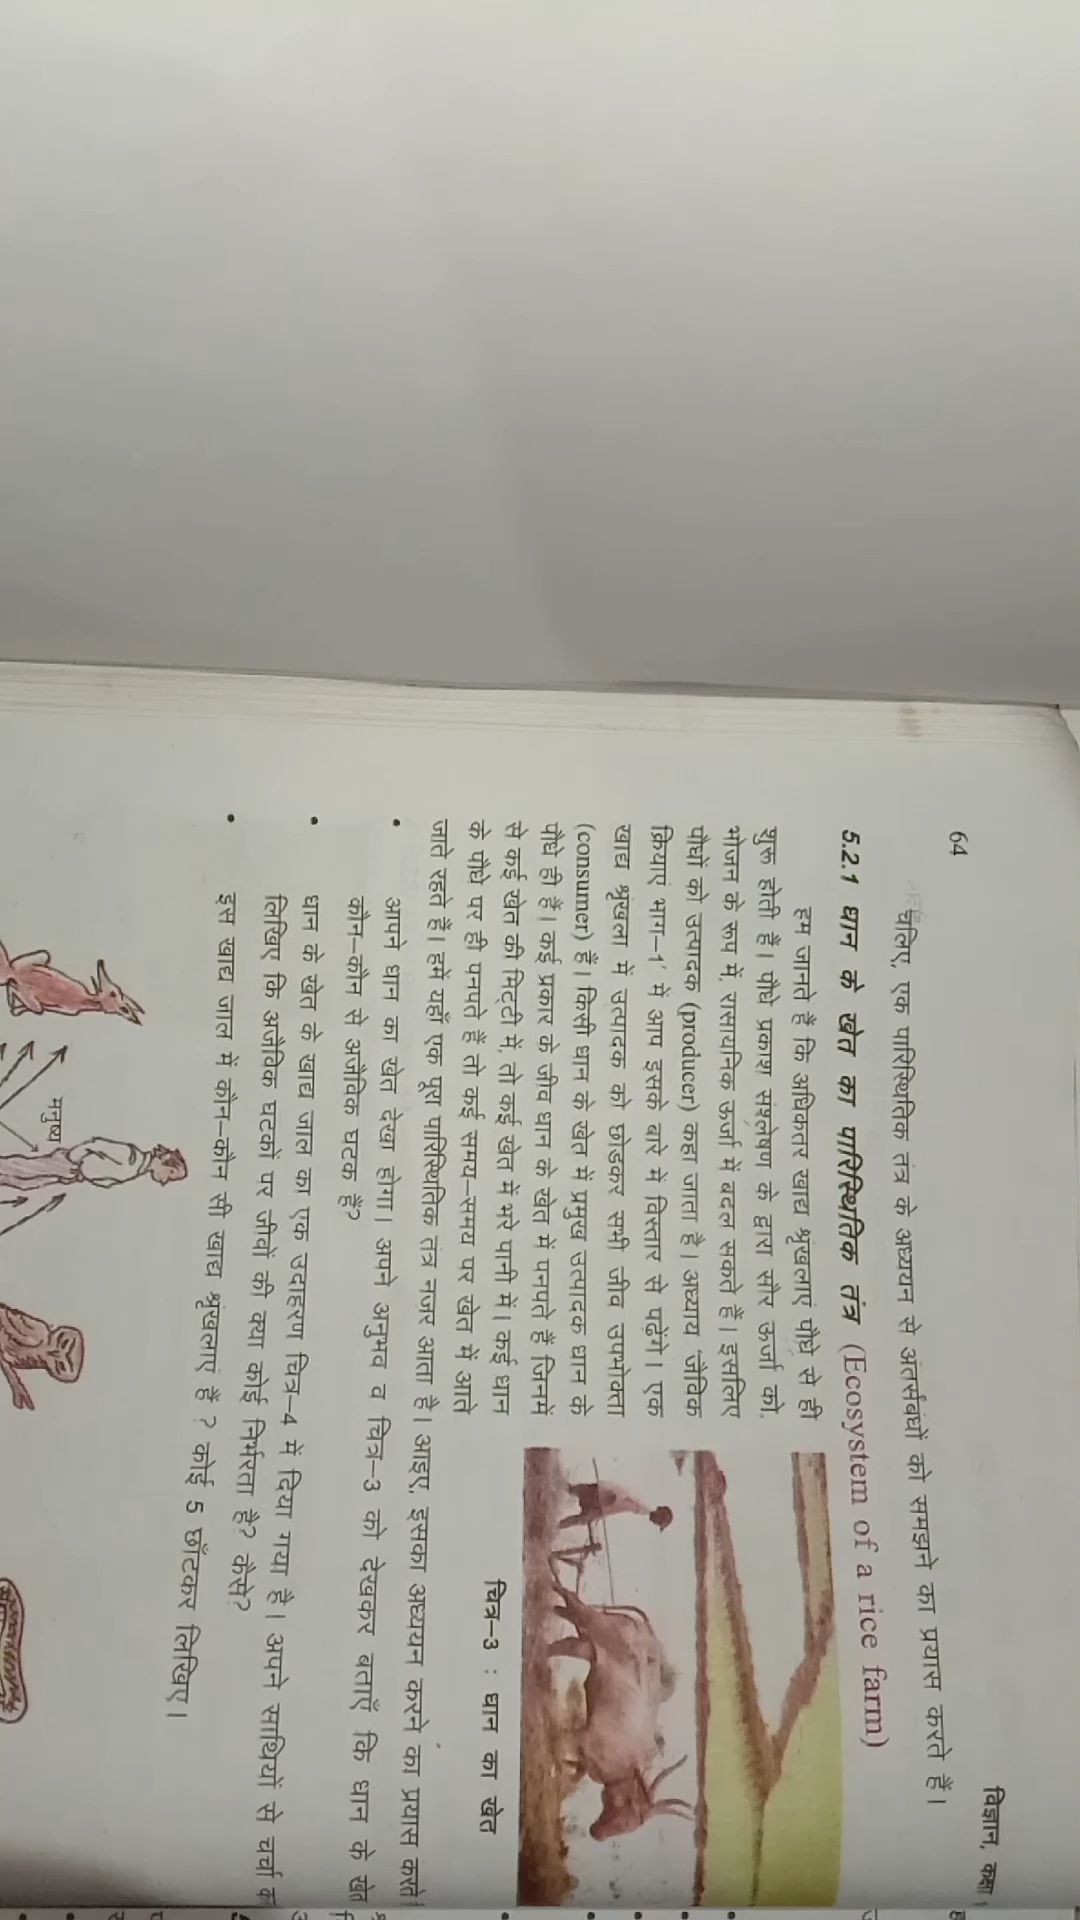 64
विज्ञान, कक्षा
चलिए, एक पारिस्थितिक तंत्र के अध्ययन से अंतर्संबंधों को समझने का प्रयास करते हैं।
5.2.1 धान के खेत का पारिस्थितिक तंत्र (Ecosystem of a rice farm)
हम जानते हैं कि अधिकतर खाद्य श्रृंखलाएं पौधे से ही
शुरू होती हैं। पौधे प्रकाश संश्लेषण के द्वारा सौर ऊर्जा को,
भोजन के रूप में, रासायनिक ऊर्जा में बदल सकते हैं। इसलिए
पौधों को उत्पादक (producer) कहा जाता है। अध्याय 'जैविक
क्रियाएं भाग–1' में आप इसके बारे में विस्तार से पढ़ेंगे। एक
खाद्य श्रृंखला में उत्पादक को छोडकर सभी जीव उपभोक्ता
(consumer) हैं। किसी धान के खेत में प्रमुख उत्पादक धान के
पौधे ही हैं। कई प्रकार के जीव धान के खेत में पनपते हैं जिनमें
से कई खेत की मिट्टी में, तो कई खेत में भरे पानी में। कई धान
के पौधे पर ही पनपते हैं तो कई समय–समय पर खेत में आते
जाते रहते हैं। हमें यहाँ एक पूरा पारिस्थितिक तंत्र नजर आता है। आइए, इसका अध्ययन करने का प्रयास करते
चित्र–3 : धान का खेत
• आपने धान का खेत देखा होगा। अपने अनुभव व चित्र–3 को देखकर बताएँ कि धान के खेत
कौन–कौन से अजैविक घटक हैं?
• धान के खेत के खाद्य जाल का एक उदाहरण चित्र–4 में दिया गया है। अपने साथियों से चर्चा
लिखिए कि अजैविक घटकों पर जीवों की क्या कोई निर्भरता है? कैसे?
• इस खाद्य जाल में कौन–कौन सी खाद्य श्रृंखलाएं हैं ? कोई 5 छाँटकर लिखिए।
मनुष्य